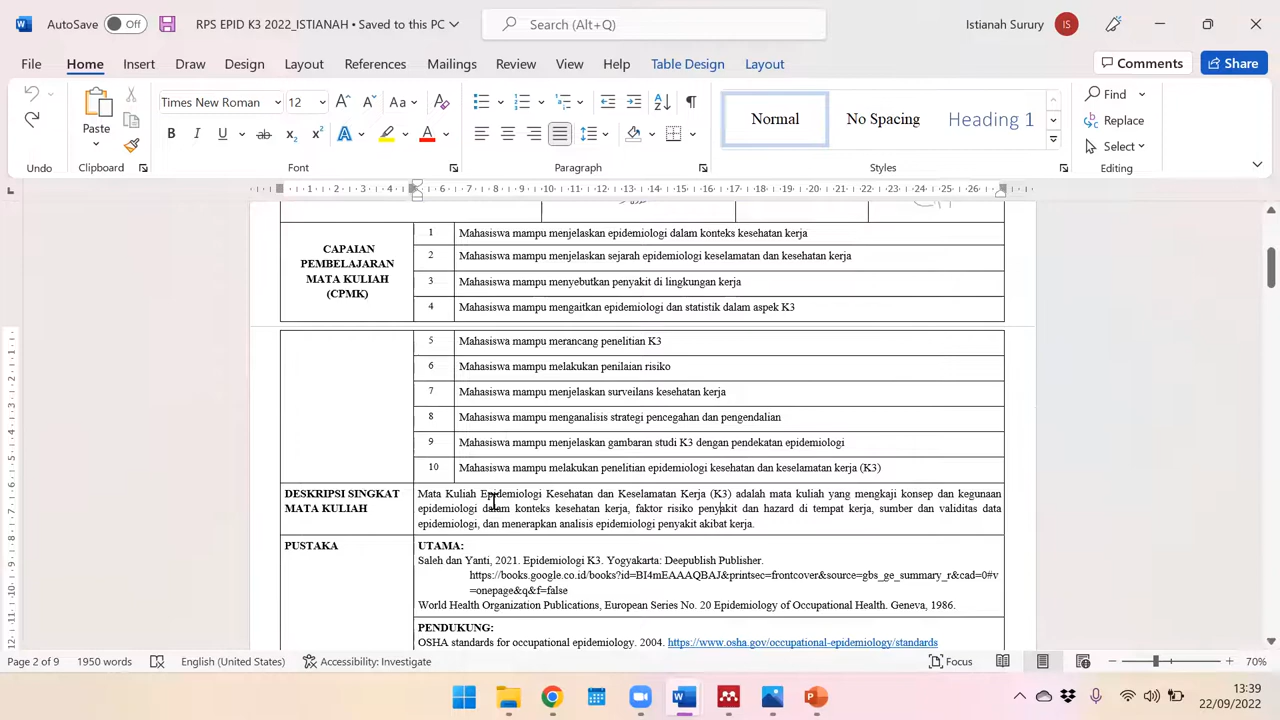 AutoSave Off RPS EPID K3 2022_ISTIANAH • Saved to this PC Search (Alt+Q) Istianah Surury IS
File Home Insert Draw Design Layout References Mailings Review View Help Table Design Layout Comments Share
Times New Roman 12 Aa Find
Paste Normal No Spacing Heading 1 Replace
Select
Undo Clipboard Font Paragraph Styles Editing
CAPAIAN PEMBELAJARAN MATA KULIAH (CPMK)
1 Mahasiswa mampu menjelaskan epidemiologi dalam konteks kesehatan kerja
2 Mahasiswa mampu menjelaskan sejarah epidemiologi keselamatan dan kesehatan kerja
3 Mahasiswa mampu menyebutkan penyakit di lingkungan kerja
4 Mahasiswa mampu mengaitkan epidemiologi dan statistik dalam aspek K3
5 Mahasiswa mampu merancang penelitian K3
6 Mahasiswa mampu melakukan penilaian risiko
7 Mahasiswa mampu menjelaskan surveilans kesehatan kerja
8 Mahasiswa mampu menganalisis strategi pencegahan dan pengendalian
9 Mahasiswa mampu menjelaskan gambaran studi K3 dengan pendekatan epidemiologi
10 Mahasiswa mampu melakukan penelitian epidemiologi kesehatan dan keselamatan kerja (K3)
DESKRIPSI SINGKAT
MATA KULIAH
Mata Kuliah Epidemiologi Kesehatan dan Keselamatan Kerja (K3) adalah mata kuliah yang mengkaji konsep dan kegunaan
epidemiologi dalam konteks kesehatan kerja, faktor risiko penyakit dan hazard di tempat kerja, sumber dan validitas data
epidemiologi, dan menerapkan analisis epidemiologi penyakit akibat kerja.
PUSTAKA
UTAMA:
Saleh dan Yanti, 2021. Epidemiologi K3. Yogyakarta: Deepublish Publisher.
https://books.google.co.id/books?id=BI4mEAAAQBAJ&printsec=frontcover&source=gbs_ge_summary_r&cad=0#v
=onepage&q&f=false
World Health Organization Publications, European Series No. 20 Epidemiology of Occupational Health. Geneva, 1986.
PENDUKUNG:
OSHA standards for occupational epidemiology. 2004. https://www.osha.gov/occupational-epidemiology/standards
Page 2 of 9 1950 words English (United States) Accessibility: Investigate Focus 70%
13:39
22/09/2022